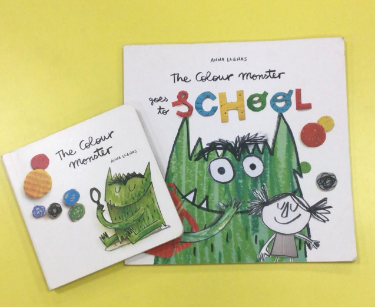 ANNA LLENAS
The Colour Monster
goes to SCHOOL
The Colour
Monster
ANNA LLENAS